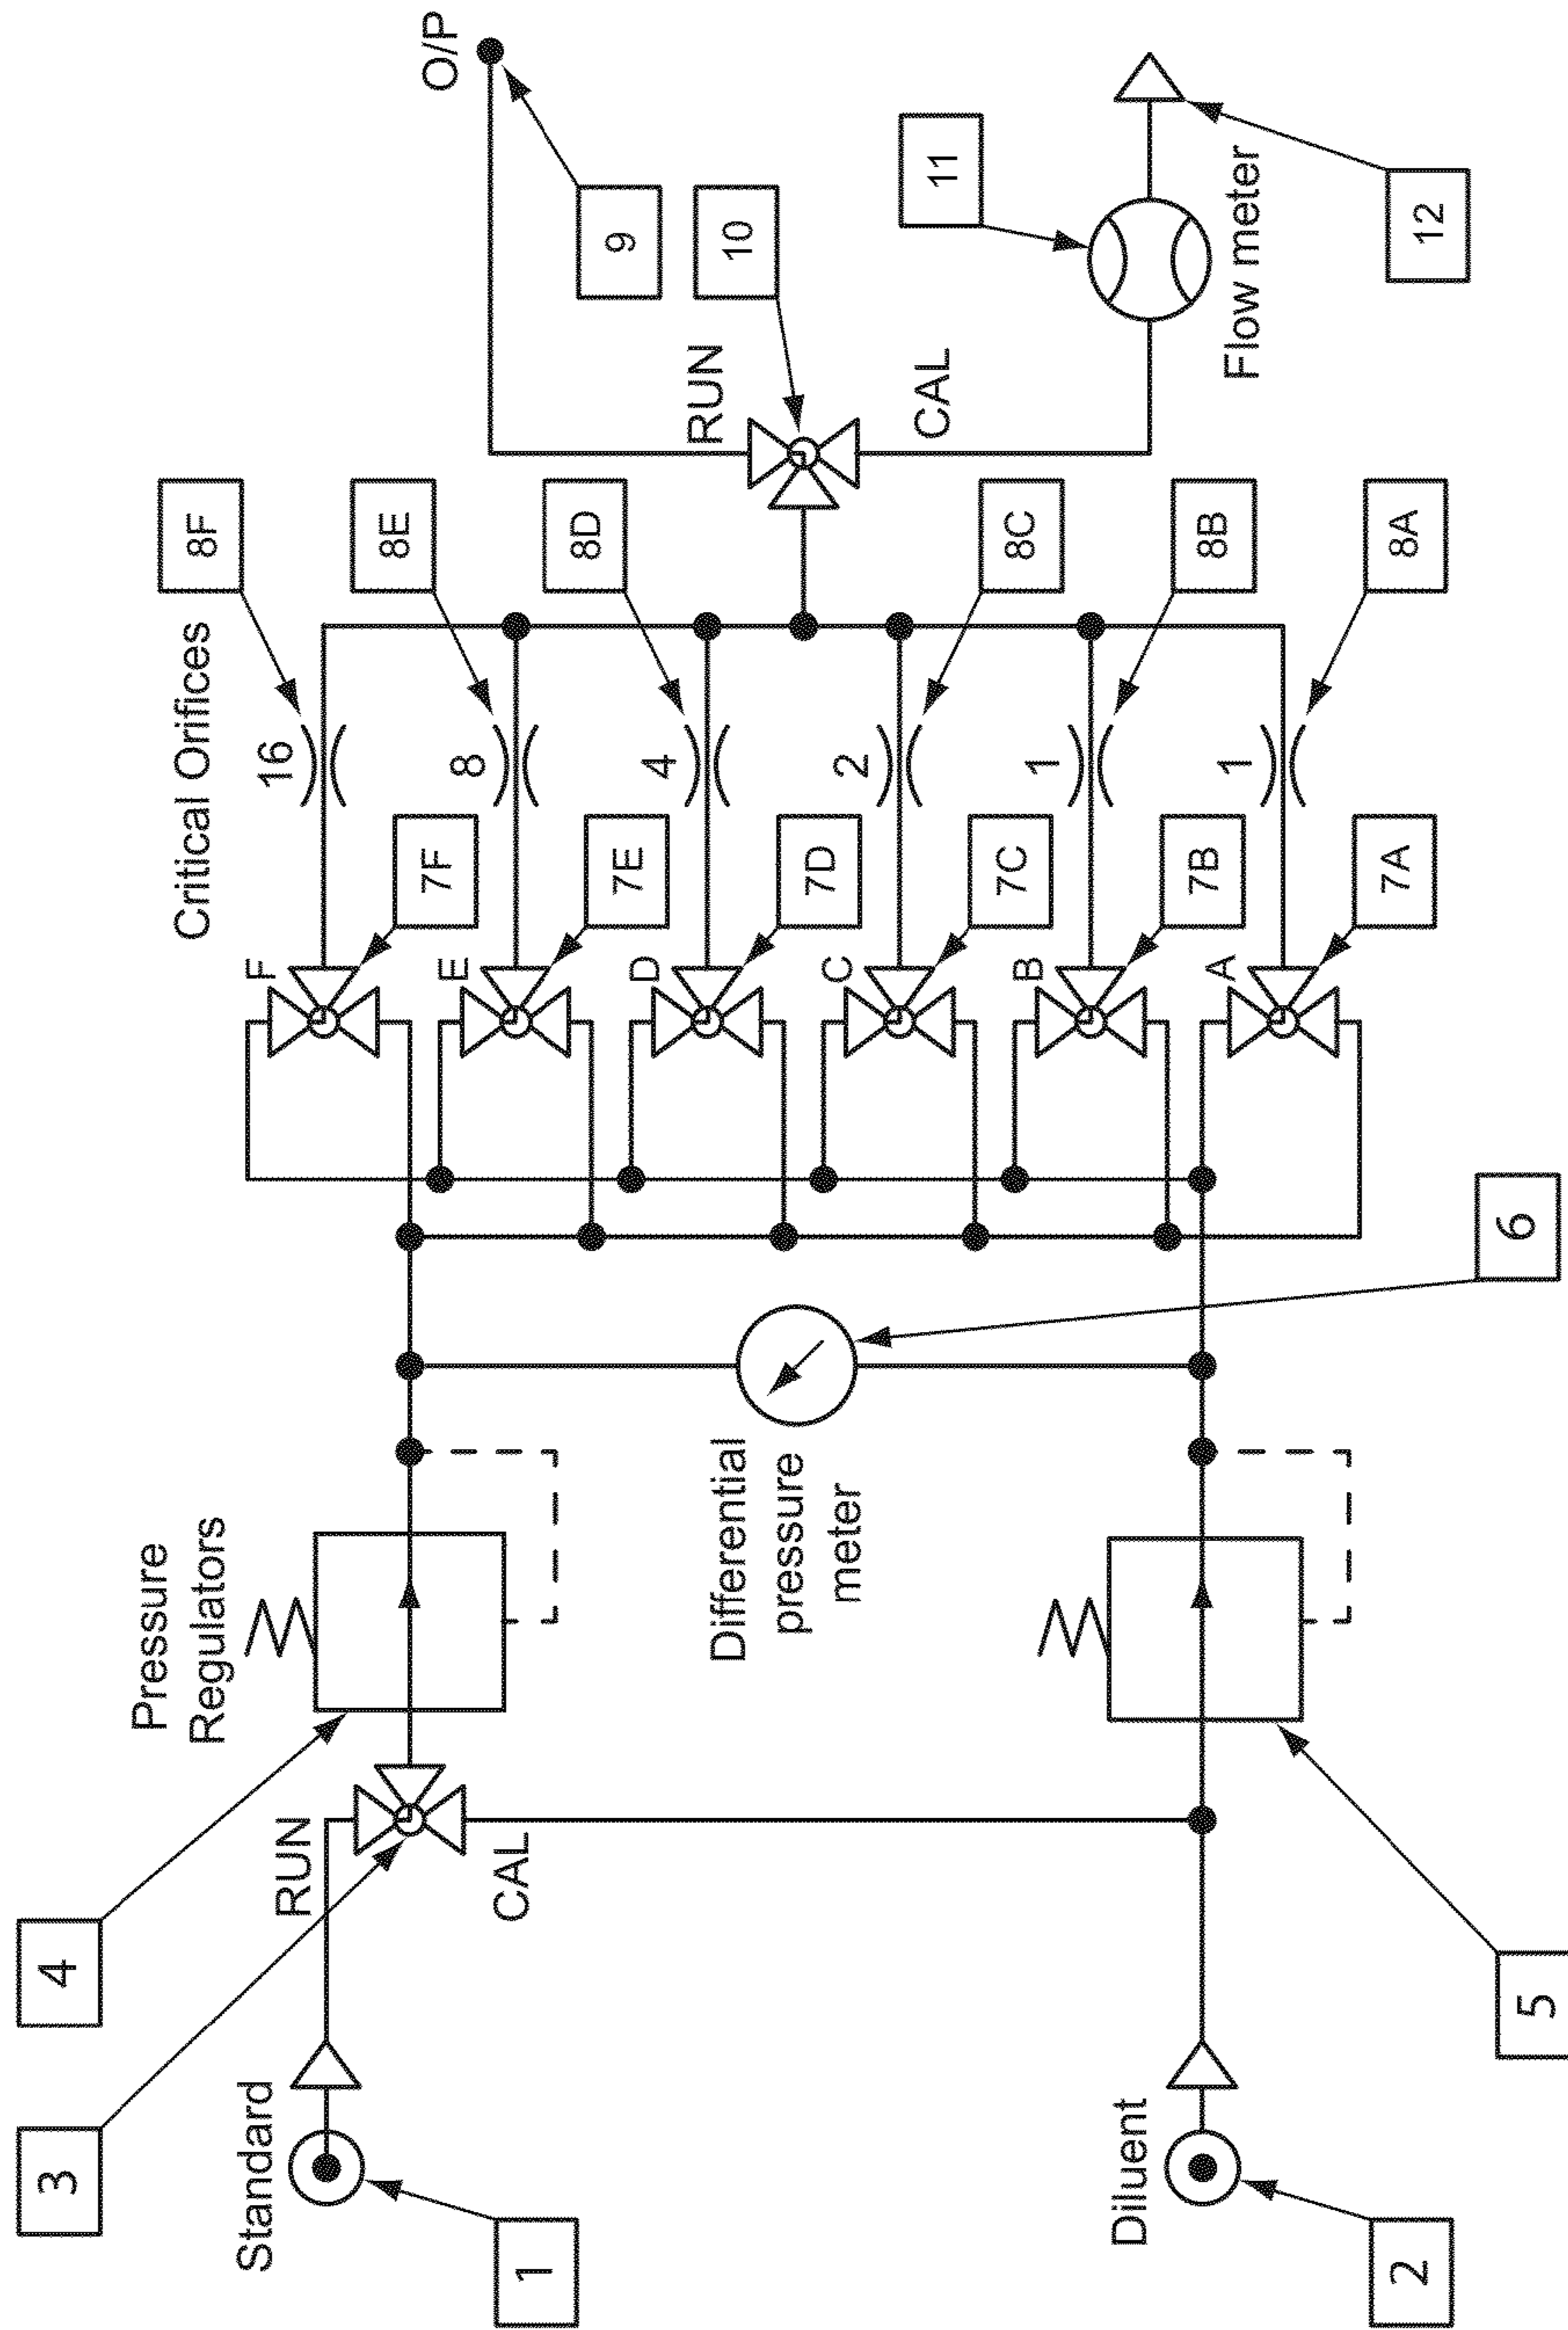 Standard
Diluent
RUN
CAL
Pressure
Regulators
Differential
pressure
meter
Critical Orifices
F
E
D
C
B
A
16
8
4
2
1
1
RUN
CAL
O/P
Flow meter
1
2
3
4
5
6
7F
7E
7D
7C
7B
7A
8F
8E
8D
8C
8B
8A
9
10
11
12